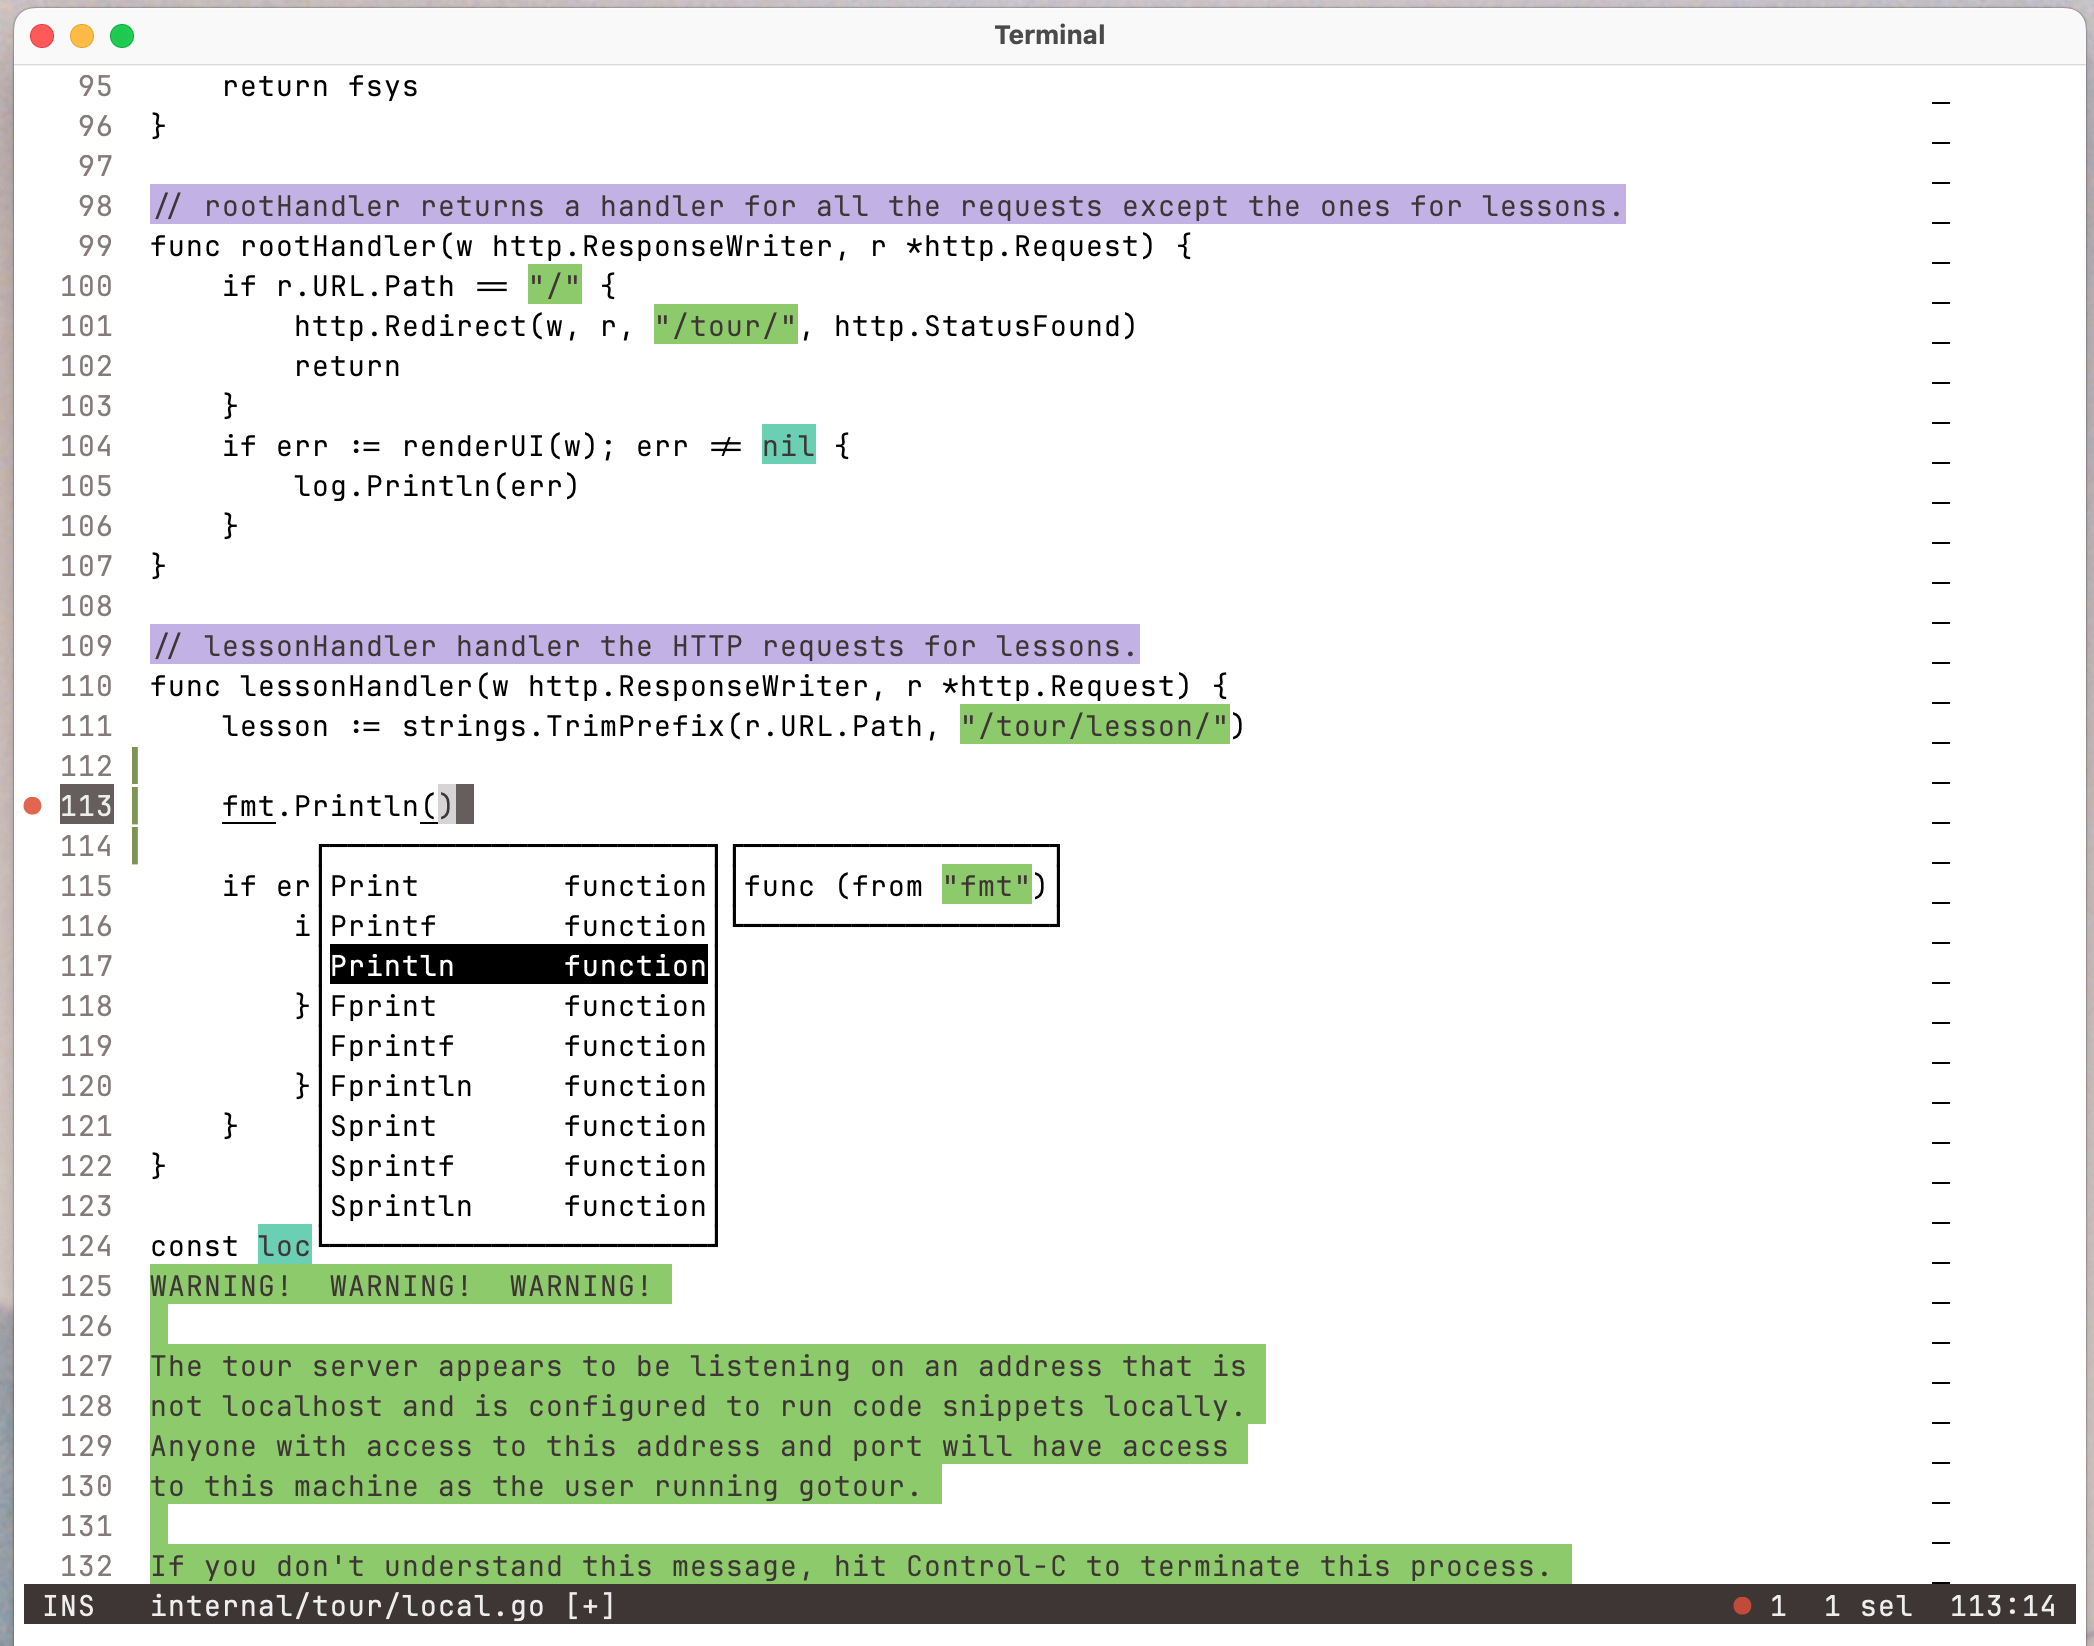 Terminal
95 return fsys
96 }
97
98 // rootHandler returns a handler for all the requests except the ones for lessons.
99 func rootHandler(w http.ResponseWriter, r *http.Request) {
100 if r.URL.Path == "/" {
101 http.Redirect(w, r, "/tour/", http.StatusFound)
102 return
103 }
104 if err := renderUI(w); err != nil {
105 log.Println(err)
106 }
107 }
108
109 // lessonHandler handler the HTTP requests for lessons.
110 func lessonHandler(w http.ResponseWriter, r *http.Request) {
111 lesson := strings.TrimPrefix(r.URL.Path, "/tour/lesson/")
112
113 fmt.Println()
114
115 if er Print function func (from "fmt")
116 i Printf function
117 Println function
118 } Fprint function
119 Fprintf function
120 } Fprintln function
121 } Sprint function
122 } Sprintf function
123 Sprintln function
124 const loc
125 WARNING! WARNING! WARNING!
126
127 The tour server appears to be listening on an address that is
128 not localhost and is configured to run code snippets locally.
129 Anyone with access to this address and port will have access
130 to this machine as the user running gotour.
131
132 If you don't understand this message, hit Control-C to terminate this process.
INS internal/tour/local.go [+] ● 1 1 sel 113:14